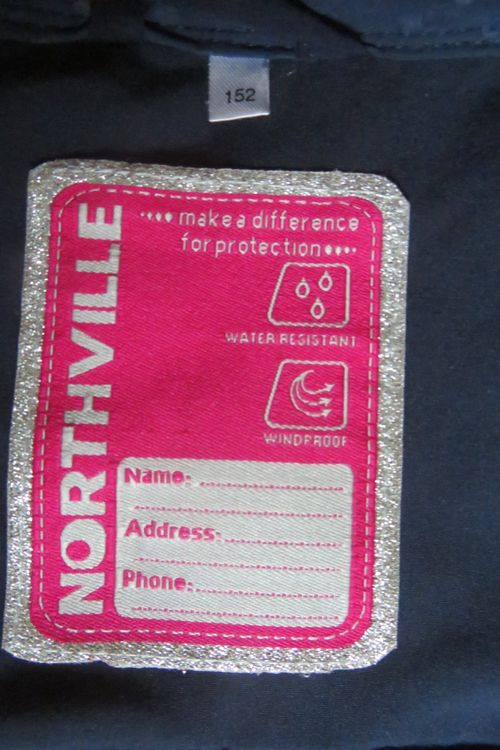 152
NORTHVILLE
make a difference
for protection
WATER RESISTANT
WINDPROOF
Name:
Address:
Phone: